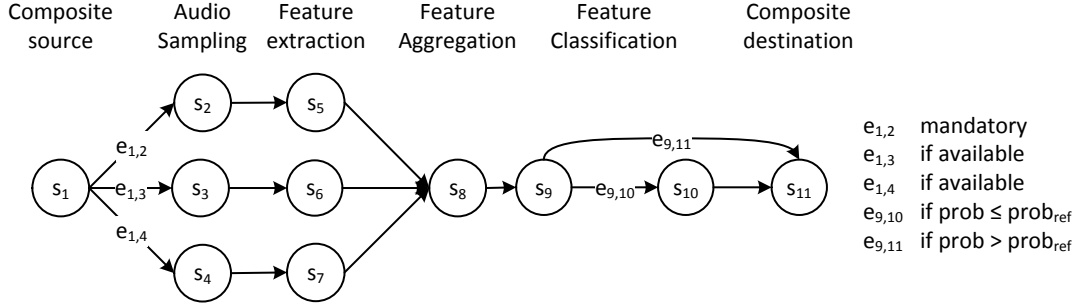 Composite source
Audio Sampling
Feature extraction
Feature Aggregation
Feature Classification
Composite destination
s1
s2
s3
s4
s5
s6
s7
s8
s9
s10
s11
e1,2
e1,3
e1,4
e9,10
e9,11
e1,2 mandatory
e1,3 if available
e1,4 if available
e9,10 if prob ≤ probref
e9,11 if prob > probref